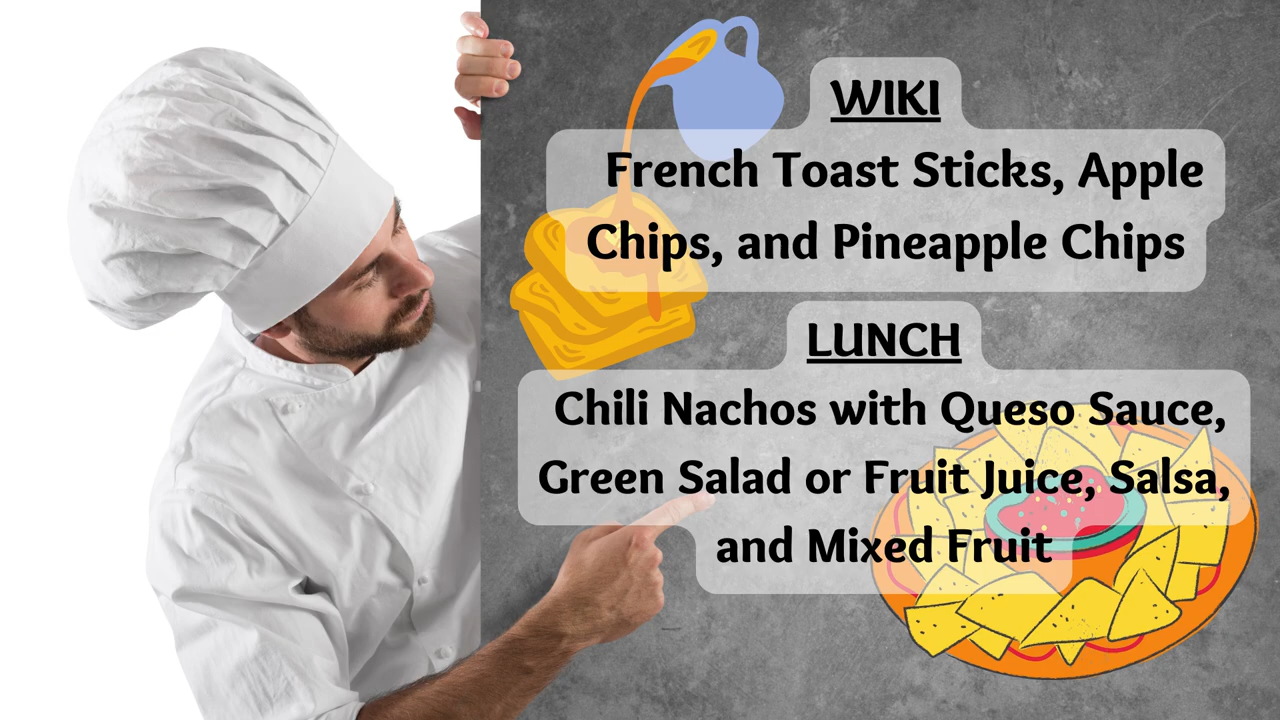 WIKI
French Toast Sticks, Apple
Chips, and Pineapple Chips
LUNCH
Chili Nachos with Queso Sauce,
Green Salad or Fruit Juice, Salsa,
and Mixed Fruit